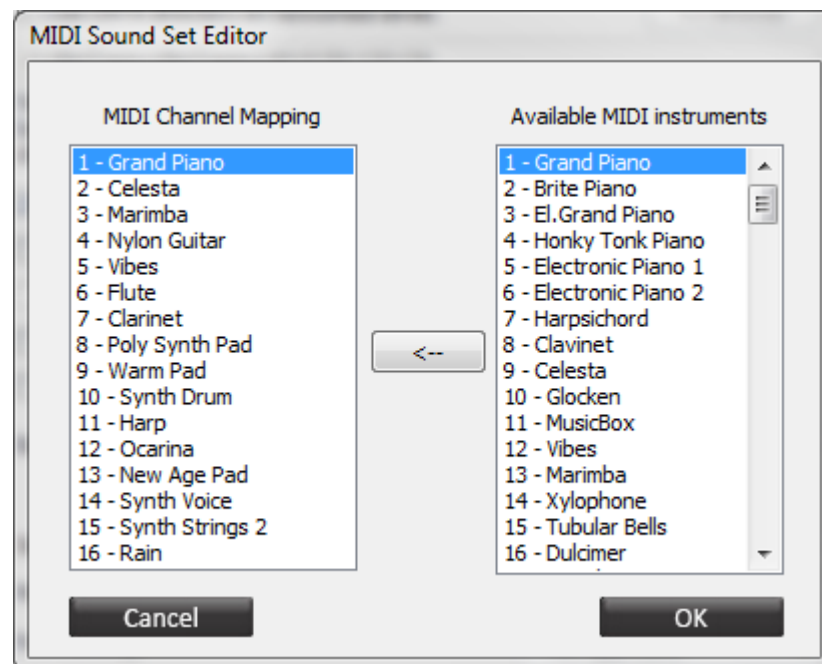 MIDI Sound Set Editor
MIDI Channel Mapping
1 - Grand Piano
2 - Celesta
3 - Marimba
4 - Nylon Guitar
5 - Vibes
6 - Flute
7 - Clarinet
8 - Poly Synth Pad
9 - Warm Pad
10 - Synth Drum
11 - Harp
12 - Ocarina
13 - New Age Pad
14 - Synth Voice
15 - Synth Strings 2
16 - Rain
<--
Available MIDI instruments
1 - Grand Piano
2 - Brite Piano
3 - El.Grand Piano
4 - Honky Tonk Piano
5 - Electronic Piano 1
6 - Electronic Piano 2
7 - Harpsichord
8 - Clavinet
9 - Celesta
10 - Glocken
11 - MusicBox
12 - Vibes
13 - Marimba
14 - Xylophone
15 - Tubular Bells
16 - Dulcimer
Cancel
OK